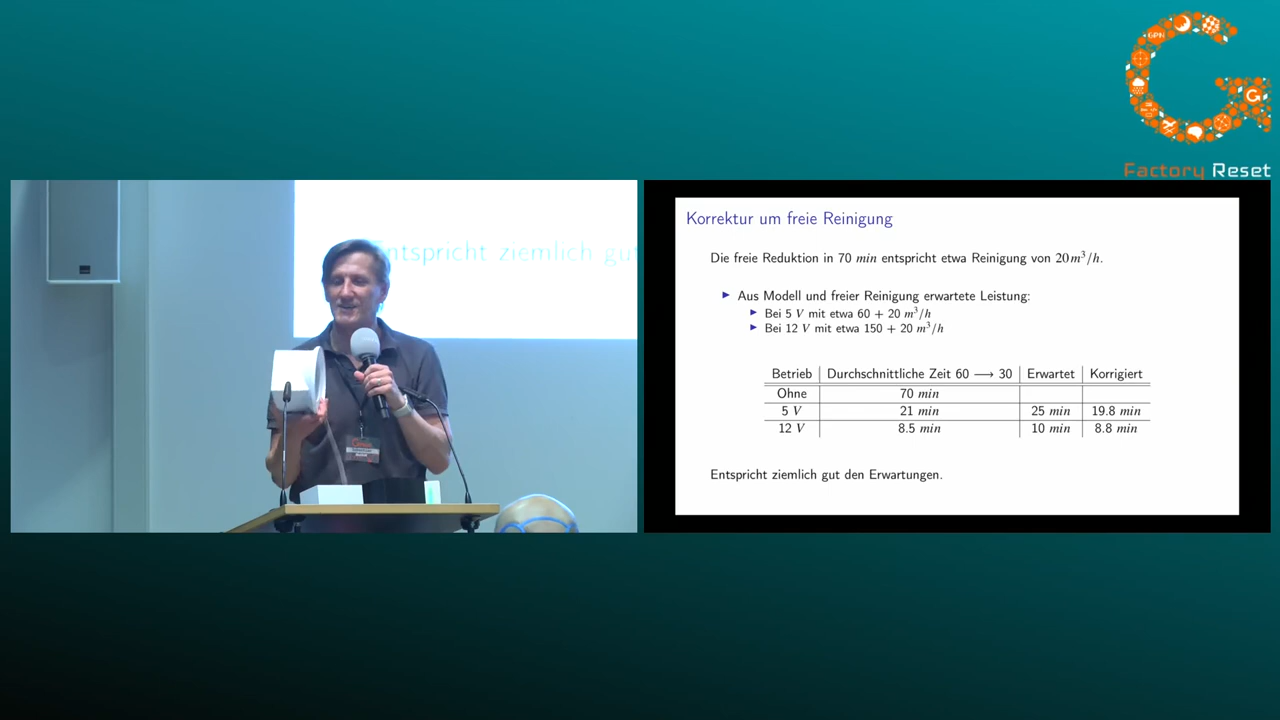 GPN
G
Factory Reset
Entspricht ziemlich gut
Korrektur um freie Reinigung
Die freie Reduktion in 70 min entspricht etwa Reinigung von 20m³/h.
▶ Aus Modell und freier Reinigung erwartete Leistung:
▶ Bei 5 V mit etwa 60 + 20 m³/h
▶ Bei 12 V mit etwa 150 + 20 m³/h
Betrieb Durchschnittliche Zeit 60 ⟶ 30 Erwartet Korrigiert
Ohne 70 min
5 V 21 min 25 min 19.8 min
12 V 8.5 min 10 min 8.8 min
Entspricht ziemlich gut den Erwartungen.